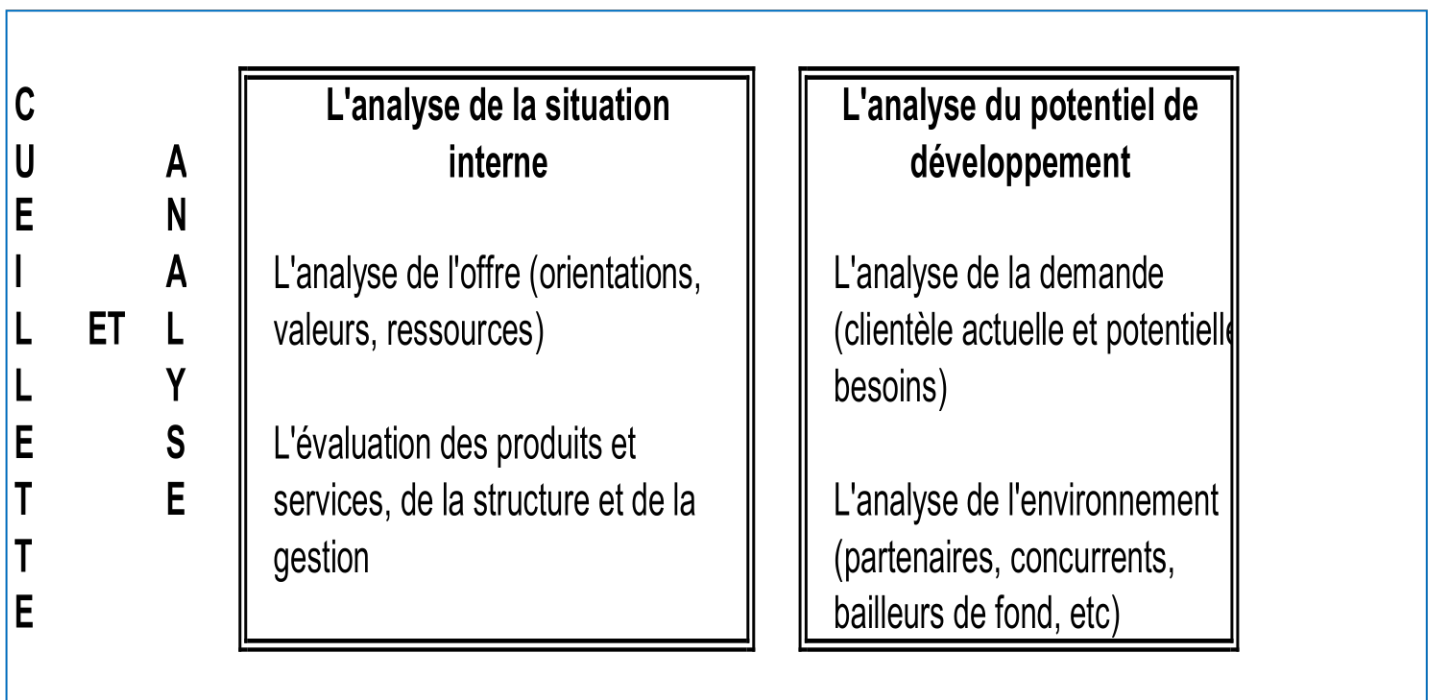 CUEILLETTE
ET
ANALYSE
L'analyse de la situation
interne
L'analyse de l'offre (orientations,
valeurs, ressources)
L'évaluation des produits et
services, de la structure et de la
gestion
L'analyse du potentiel de
développement
L'analyse de la demande
(clientèle actuelle et potentielle
besoins)
L'analyse de l'environnement
(partenaires, concurrents,
bailleurs de fond, etc)